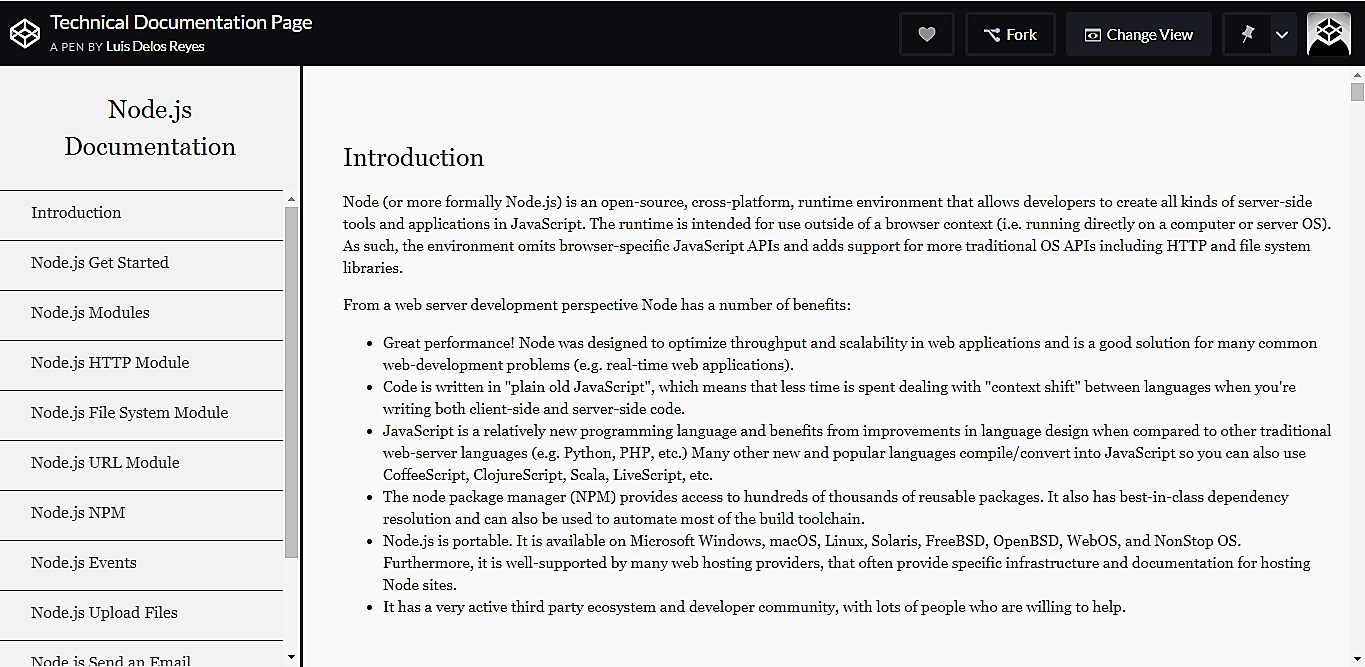 Technical Documentation Page
A PEN BY Luis Delos Reyes
Fork
Change View
Node.js
Documentation
Introduction
Node.js Get Started
Node.js Modules
Node.js HTTP Module
Node.js File System Module
Node.js URL Module
Node.js NPM
Node.js Events
Node.js Upload Files
Node.js Send an Email
Introduction
Node (or more formally Node.js) is an open-source, cross-platform, runtime environment that allows developers to create all kinds of server-side
tools and applications in JavaScript. The runtime is intended for use outside of a browser context (i.e. running directly on a computer or server OS).
As such, the environment omits browser-specific JavaScript APIs and adds support for more traditional OS APIs including HTTP and file system
libraries.
From a web server development perspective Node has a number of benefits:
• Great performance! Node was designed to optimize throughput and scalability in web applications and is a good solution for many common
web-development problems (e.g. real-time web applications).
• Code is written in "plain old JavaScript", which means that less time is spent dealing with "context shift" between languages when you're
writing both client-side and server-side code.
• JavaScript is a relatively new programming language and benefits from improvements in language design when compared to other traditional
web-server languages (e.g. Python, PHP, etc.) Many other new and popular languages compile/convert into JavaScript so you can also use
CoffeeScript, ClojureScript, Scala, LiveScript, etc.
• The node package manager (NPM) provides access to hundreds of thousands of reusable packages. It also has best-in-class dependency
resolution and can also be used to automate most of the build toolchain.
• Node.js is portable. It is available on Microsoft Windows, macOS, Linux, Solaris, FreeBSD, OpenBSD, WebOS, and NonStop OS.
Furthermore, it is well-supported by many web hosting providers, that often provide specific infrastructure and documentation for hosting
Node sites.
• It has a very active third party ecosystem and developer community, with lots of people who are willing to help.